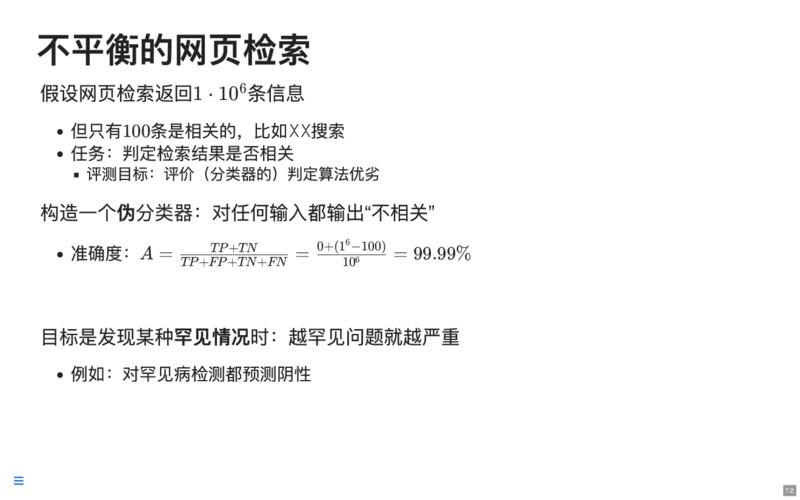 不平衡的网页检索
假设网页检索返回1 · 10⁶条信息
• 但只有100条是相关的，比如XX搜索
• 任务：判定检索结果是否相关
▪ 评测目标：评价（分类器的）判定算法优劣
构造一个伪分类器：对任何输入都输出“不相关”
• 准确度：A = \frac{TP+TN}{TP+FP+TN+FN} = \frac{0+(1^6-100)}{10^6} = 99.99%
目标是发现某种罕见情况时：越罕见问题就越严重
• 例如：对罕见病检测都预测阴性
7.2